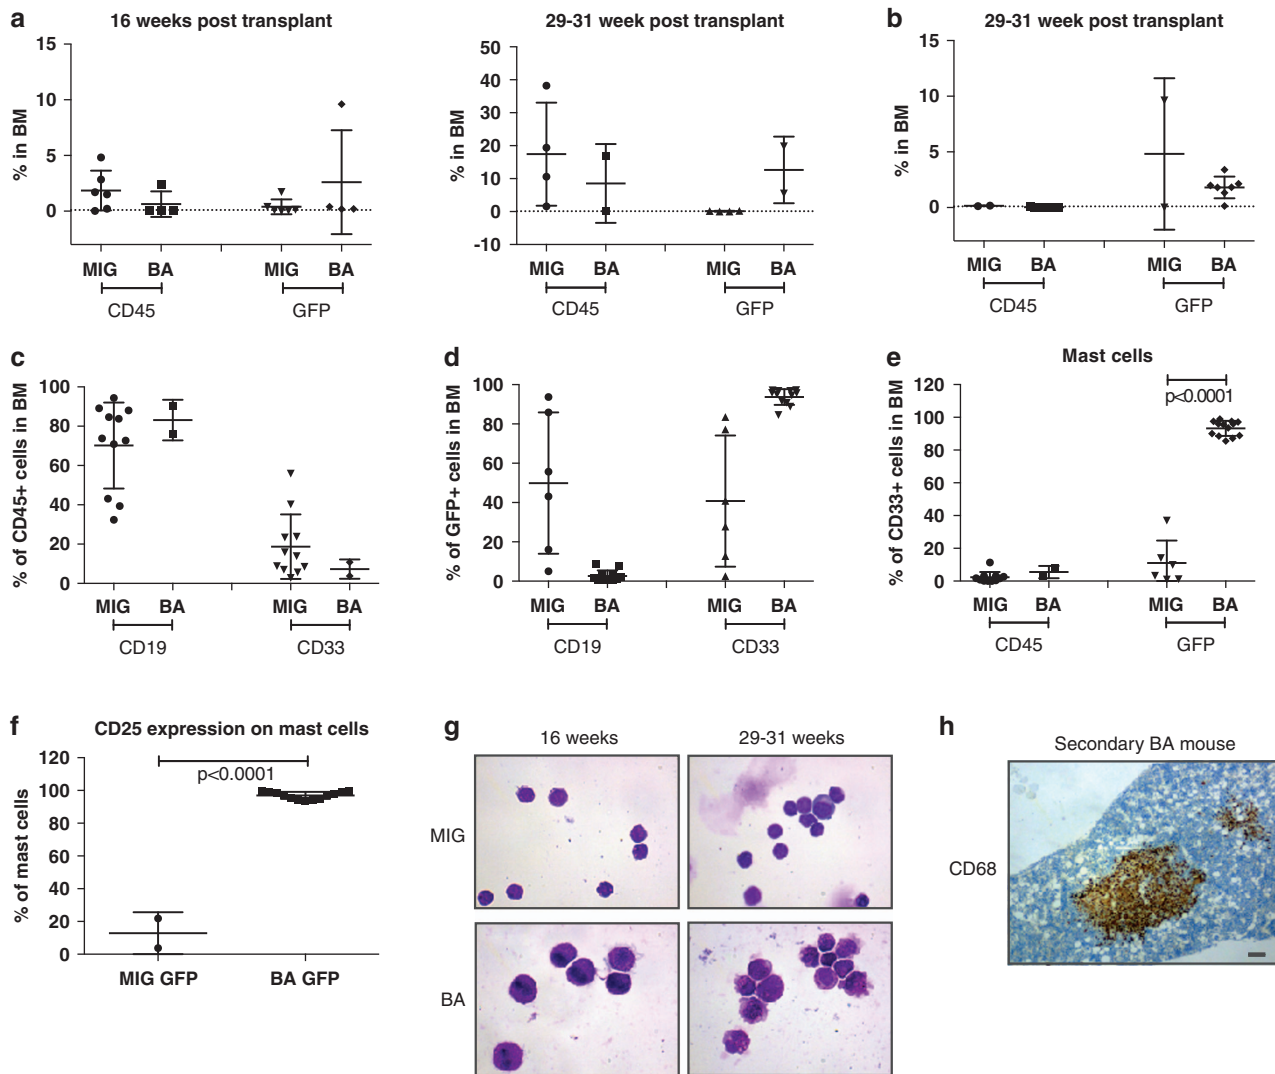 a
16 weeks post transplant
% in BM
15
10
5
0
MIG BA MIG BA
CD45 GFP
29-31 week post transplant
% in BM
50
40
30
20
10
0
-10
MIG BA MIG BA
CD45 GFP
b
29-31 week post transplant
% in BM
15
10
5
0
MIG BA MIG BA
CD45 GFP
c
% of CD45+ cells in BM
100
80
60
40
20
0
MIG BA MIG BA
CD19 CD33
d
% of GFP+ cells in BM
100
80
60
40
20
0
MIG BA MIG BA
CD19 CD33
e
Mast cells
% of CD33+ cells in BM
120
100
80
60
40
20
0
p<0.0001
MIG BA MIG BA
CD45 GFP
f
CD25 expression on mast cells
% of mast cells
120
100
80
60
40
20
0
p<0.0001
MIG GFP BA GFP
g
16 weeks 29-31 weeks
MIG
BA
h
Secondary BA mouse
CD68